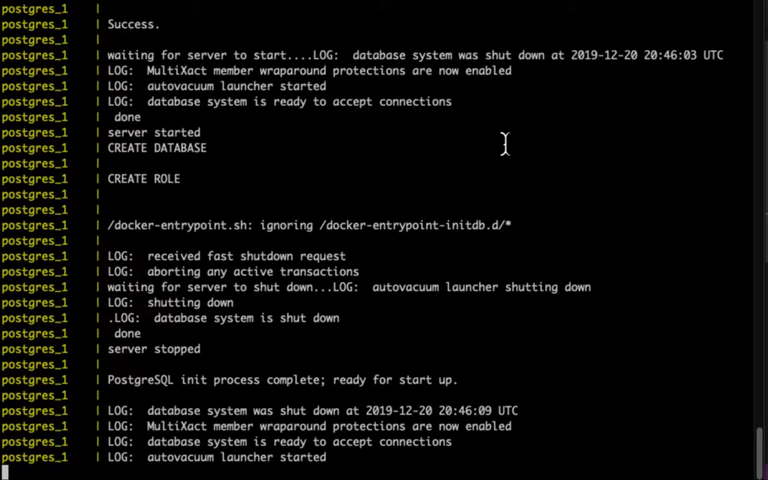 postgres_1 |
postgres_1 | Success.
postgres_1 |
postgres_1 | waiting for server to start....LOG:  database system was shut down at 2019-12-20 20:46:03 UTC
postgres_1 | LOG:  MultiXact member wraparound protections are now enabled
postgres_1 | LOG:  autovacuum launcher started
postgres_1 | LOG:  database system is ready to accept connections
postgres_1 |  done
postgres_1 | server started
postgres_1 | CREATE DATABASE
postgres_1 |
postgres_1 | CREATE ROLE
postgres_1 |
postgres_1 |
postgres_1 | /docker-entrypoint.sh: ignoring /docker-entrypoint-initdb.d/*
postgres_1 |
postgres_1 | LOG:  received fast shutdown request
postgres_1 | LOG:  aborting any active transactions
postgres_1 | waiting for server to shut down...LOG:  autovacuum launcher shutting down
postgres_1 | LOG:  shutting down
postgres_1 | .LOG:  database system is shut down
postgres_1 |  done
postgres_1 | server stopped
postgres_1 |
postgres_1 | PostgreSQL init process complete; ready for start up.
postgres_1 |
postgres_1 | LOG:  database system was shut down at 2019-12-20 20:46:09 UTC
postgres_1 | LOG:  MultiXact member wraparound protections are now enabled
postgres_1 | LOG:  database system is ready to accept connections
postgres_1 | LOG:  autovacuum launcher started